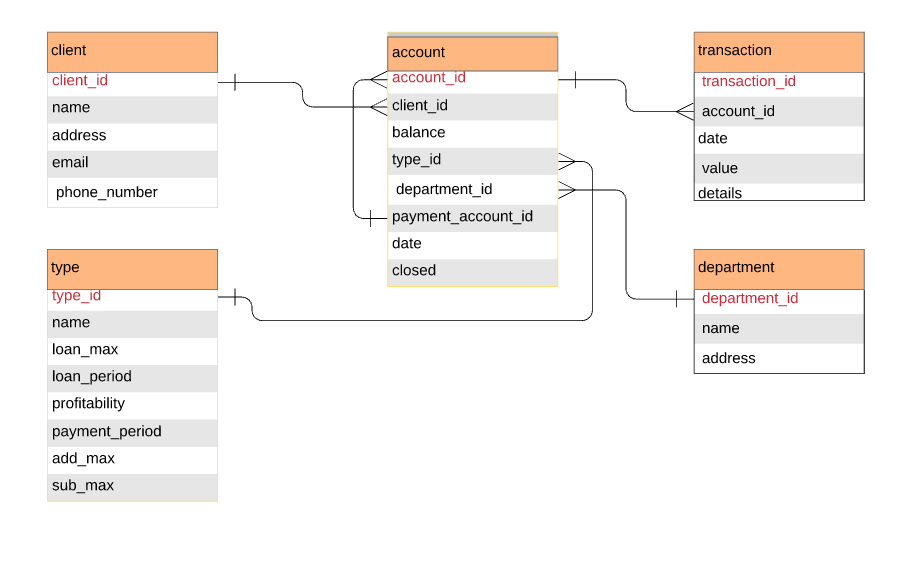 client
client_id
name
address
email
phone_number
account
account_id
client_id
balance
type_id
department_id
payment_account_id
date
closed
transaction
transaction_id
account_id
date
value
details
type
type_id
name
loan_max
loan_period
profitability
payment_period
add_max
sub_max
department
department_id
name
address